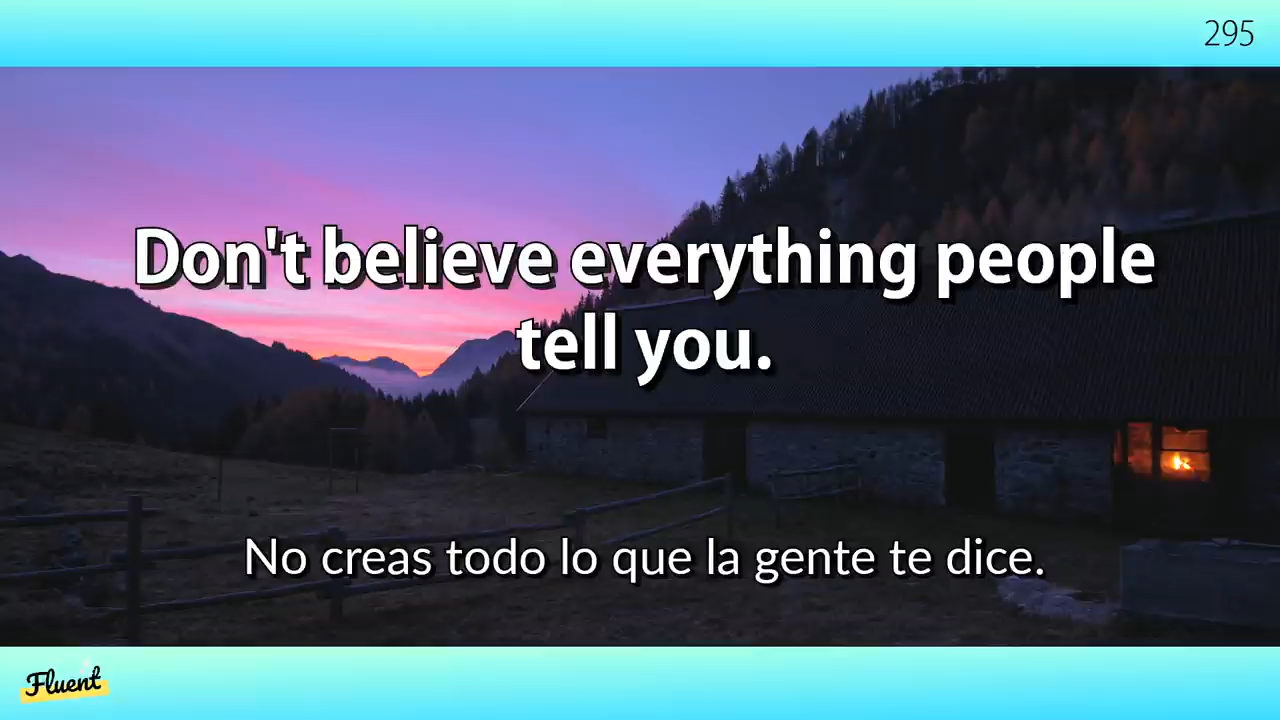 295
Don't believe everything people
tell you.
No creas todo lo que la gente te dice.
Fluent